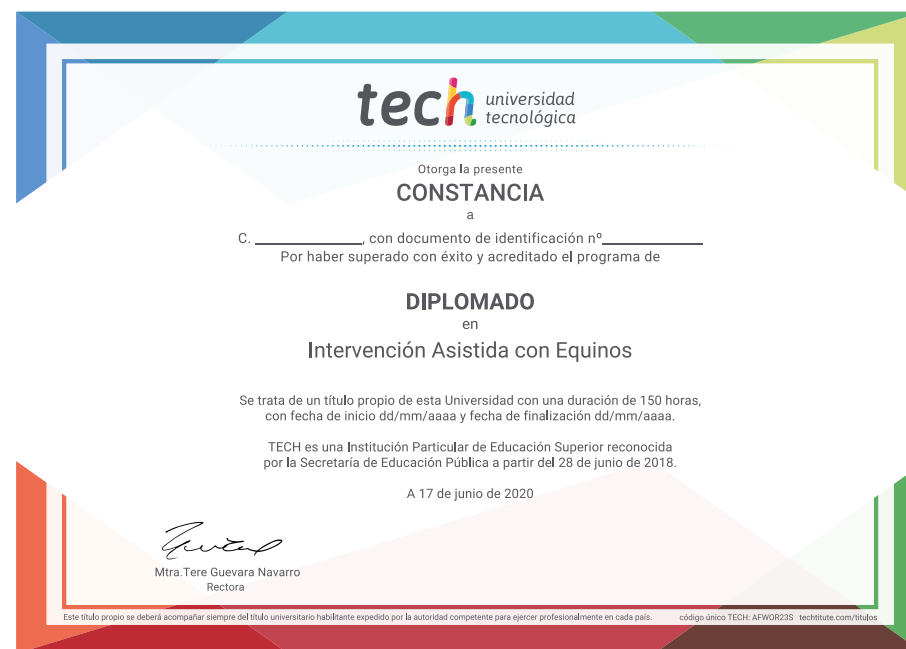 tech universidad
tecnológica
Otorga la presente
CONSTANCIA
a
C. ____________, con documento de identificación nº____________
Por haber superado con éxito y acreditado el programa de
DIPLOMADO
en
Intervención Asistida con Equinos
Se trata de un título propio de esta Universidad con una duración de 150 horas,
con fecha de inicio dd/mm/aaaa y fecha de finalización dd/mm/aaaa.
TECH es una Institución Particular de Educación Superior reconocida
por la Secretaría de Educación Pública a partir del 28 de junio de 2018.
A 17 de junio de 2020
Mtra.Tere Guevara Navarro
Rectora
Este título propio se deberá acompañar siempre del título universitario habilitante expedido por la autoridad competente para ejercer profesionalmente en cada país. código único TECH: AFWOR23S techtitute.com/titulos